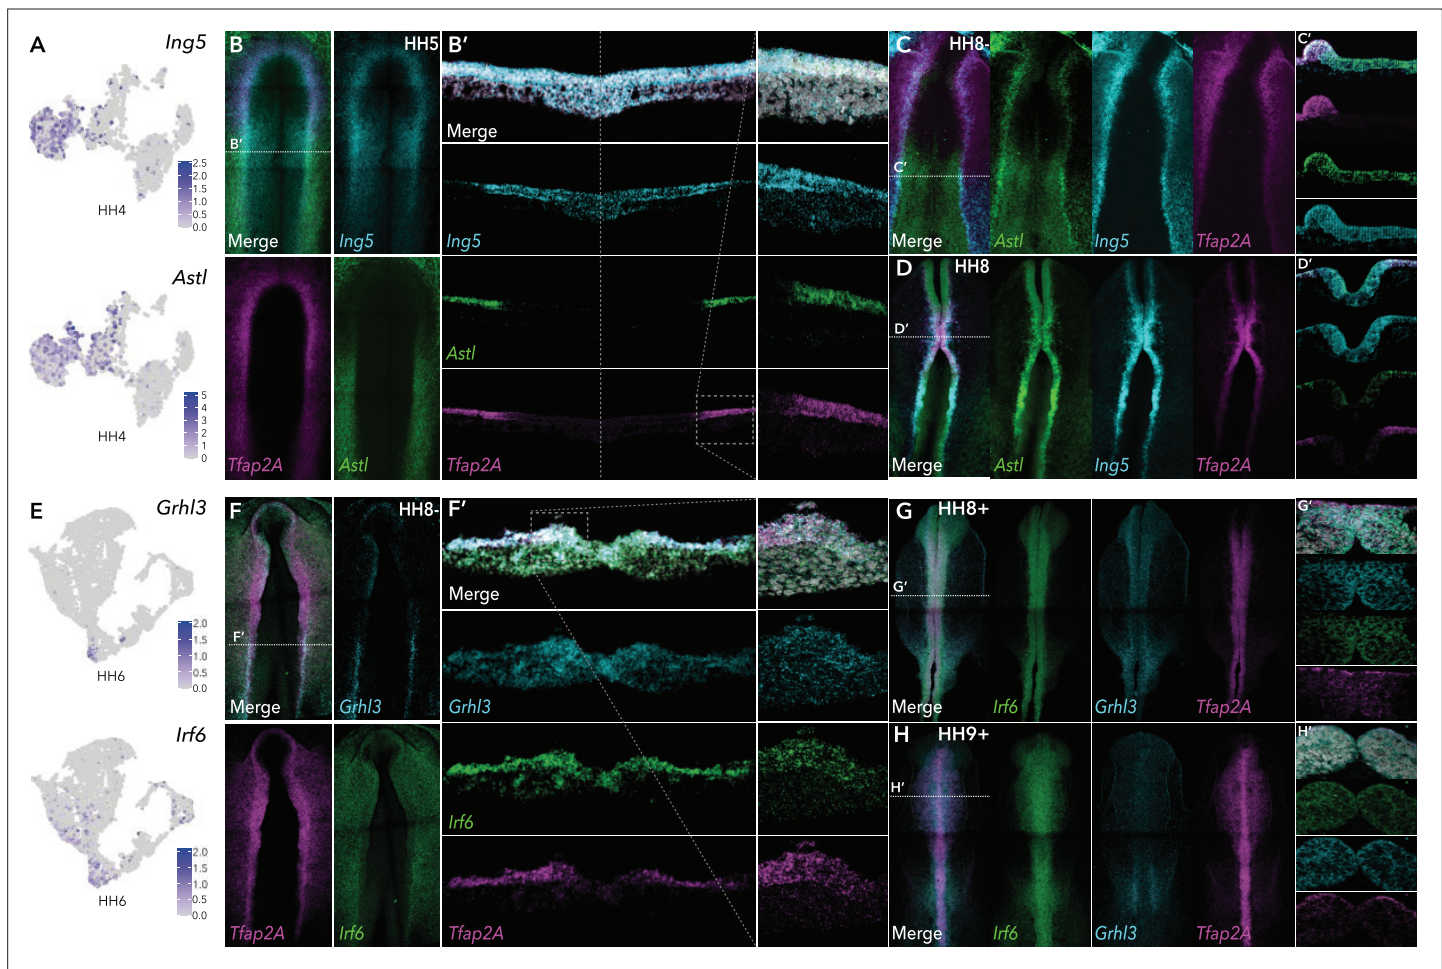 A
Ing5
2.5
2.0
1.5
1.0
0.5
0.0
HH4
Astl
5
4
3
2
1
0
HH4
B
HH5
B′
Merge
Ing5
Tfap2A
Astl
B′
Merge
Ing5
Astl
Tfap2A
C
HH8-
C′
Merge
Astl
Ing5
Tfap2A
C′
D
HH8
D′
Merge
Astl
Ing5
Tfap2A
D′
E
Grhl3
2.0
1.5
1.0
0.5
0.0
HH6
Irf6
2.0
1.5
1.0
0.5
0.0
HH6
F
HH8-
F′
Merge
Grhl3
Tfap2A
Irf6
F′
Merge
Grhl3
Irf6
Tfap2A
G
HH8+
G′
Merge
Irf6
Grhl3
Tfap2A
G′
H
HH9+
H′
Merge
Irf6
Grhl3
Tfap2A
H′